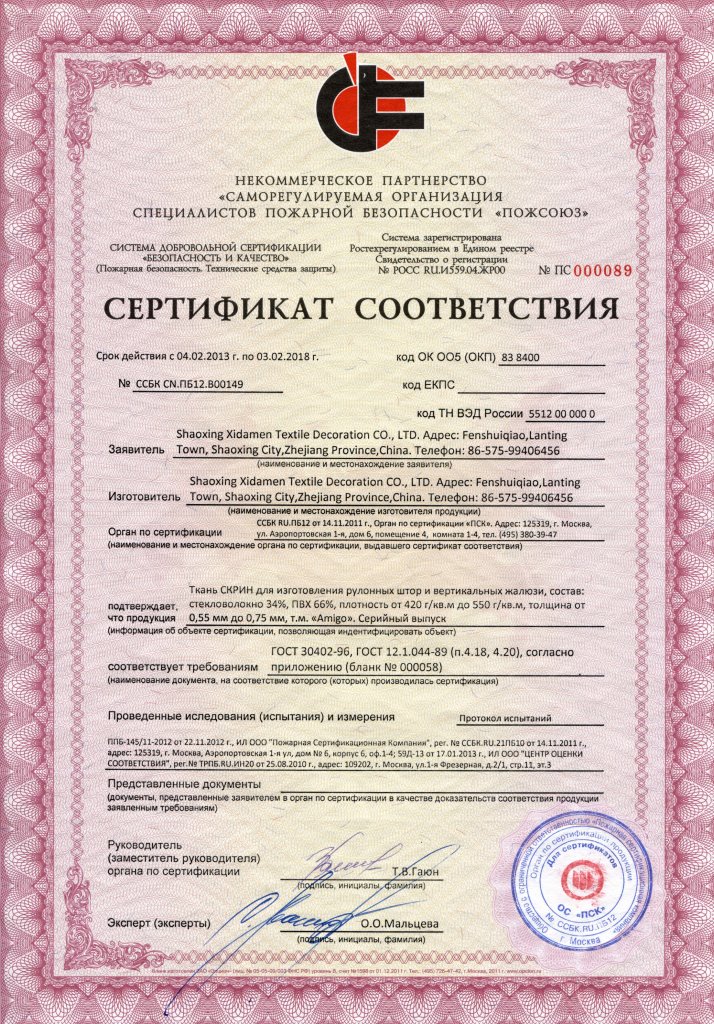 НЕКОММЕРЧЕСКОЕ ПАРТНЕРСТВО
«САМОРЕГУЛИРУЕМАЯ ОРГАНИЗАЦИЯ
СПЕЦИАЛИСТОВ ПОЖАРНОЙ БЕЗОПАСНОСТИ «ПОЖСОЮЗ»
СИСТЕМА ДОБРОВОЛЬНОЙ СЕРТИФИКАЦИИ
«БЕЗОПАСНОСТЬ И КАЧЕСТВО»
(Пожарная безопасность. Технические средства защиты)
Система зарегистрирована
Ростехрегулированием в Едином реестре
Свидетельство о регистрации
№ РОСС RU.И559.04.ЖР00
№ ПС 000089
СЕРТИФИКАТ СООТВЕТСТВИЯ
Срок действия с 04.02.2013 г. по 03.02.2018 г.
код ОК ОО5 (ОКП) 83 8400
№ ССБК CN.ПБ12.В00149
код ЕКПС
код ТН ВЭД России 5512 00 000 0
Shaoxing Xidamen Textile Decoration CO., LTD. Адрес: Fenshuiqiao,Lanting
Заявитель Town, Shaoxing City,Zhejiang Province,China. Телефон: 86-575-99406456
(наименование и местонахождение заявителя)
Shaoxing Xidamen Textile Decoration CO., LTD. Адрес: Fenshuiqiao,Lanting
Изготовитель Town, Shaoxing City,Zhejiang Province,China. Телефон: 86-575-99406456
(наименование и местонахождение изготовителя продукции)
ССБК RU.ПБ12 от 14.11.2011 г., Орган по сертификации «ПСК». Адрес: 125319, г. Москва,
Орган по сертификации ул. Аэропортовская 1-я, дом 6, помещение 4, комната 1-4, тел. (495) 380-39-47
(наименование и местонахождение органа по сертификации, выдавшего сертификат соответствия)
Ткань СКРИН для изготовления рулонных штор и вертикальных жалюзи, состав:
подтверждает, стекловолокно 34%, ПВХ 66%, плотность от 420 г/кв.м до 550 г/кв.м, толщина от
что продукция 0,55 мм до 0,75 мм, т.м. «Amigo». Серийный выпуск
(информация об объекте сертификации, позволяющая индентифицировать объект)
ГОСТ 30402-96, ГОСТ 12.1.044-89 (п.4.18, 4.20), согласно
соответствует требованиям приложению (бланк № 000058)
(наименование документа, на соответствие которого (которых) производилась сертификация)
Проведенные иследования (испытания) и измерения Протокол испытаний
ППБ-145/11-2012 от 22.11.2012 г., ИЛ ООО "Пожарная Сертификационная Компания", рег. № ССБК.RU.21ПБ10 от 14.11.2011 г.,
адрес: 125319, г. Москва, Аэропортовская 1-я ул, дом № 6, корпус 6, оф.1-4; 59Д-13 от 17.01.2013 г., ИЛ ООО "ЦЕНТР ОЦЕНКИ
СООТВЕТСТВИЯ", рег.№ ТРПБ.RU.ИН20 от 25.08.2010 г., адрес: 109202, г. Москва, ул.1-я Фрезерная, д.2/1, стр.11, эт.3
Представленные документы
(документы, представленные заявителем в орган по сертификации в качестве доказательств соответствия продукции
заявленным требованиям)
Руководитель
(заместитель руководителя)
органа по сертификации Т.В.Гаюн
(подпись, инициалы, фамилия)
Эксперт (эксперты) О.О.Мальцева
(подпись, инициалы, фамилия)
Орган по сертификации продукции
Для сертификатов
ОС «ПСК»
№ ССБК.RU.ПБ12
г. Москва